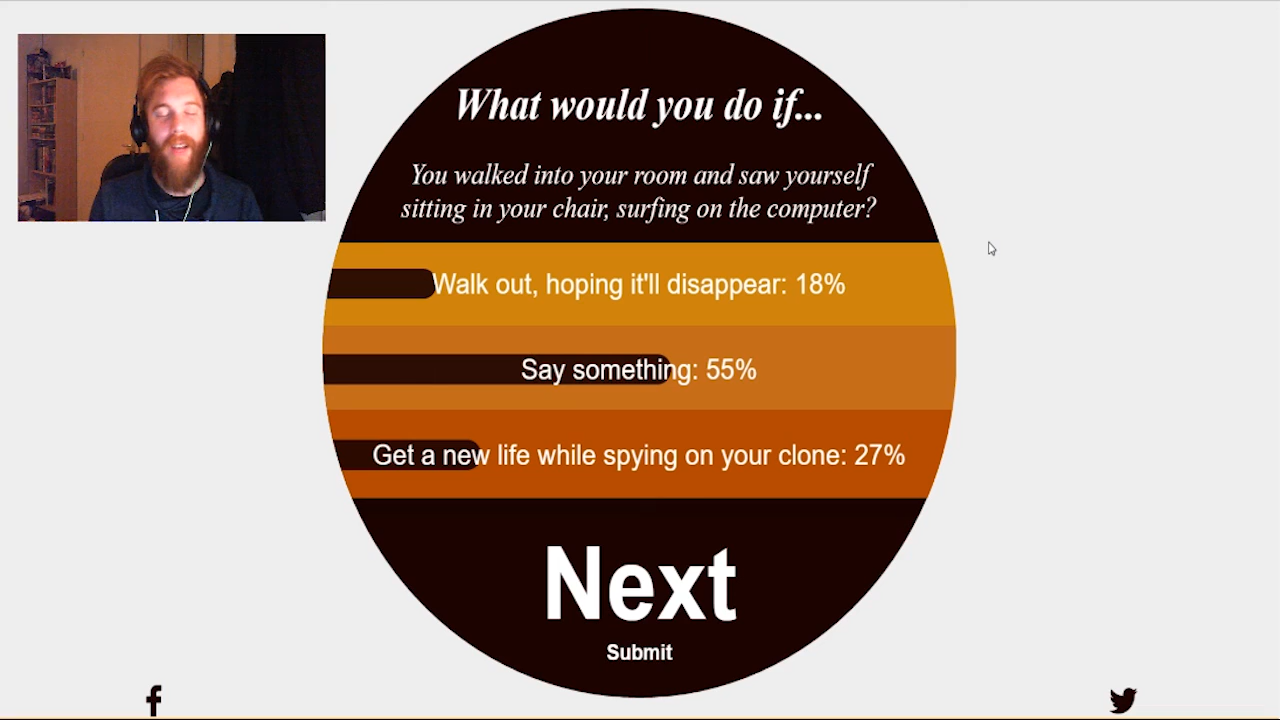 What would you do if...
You walked into your room and saw yourself
sitting in your chair, surfing on the computer?
Walk out, hoping it'll disappear: 18%
Say something: 55%
Get a new life while spying on your clone: 27%
Next
Submit